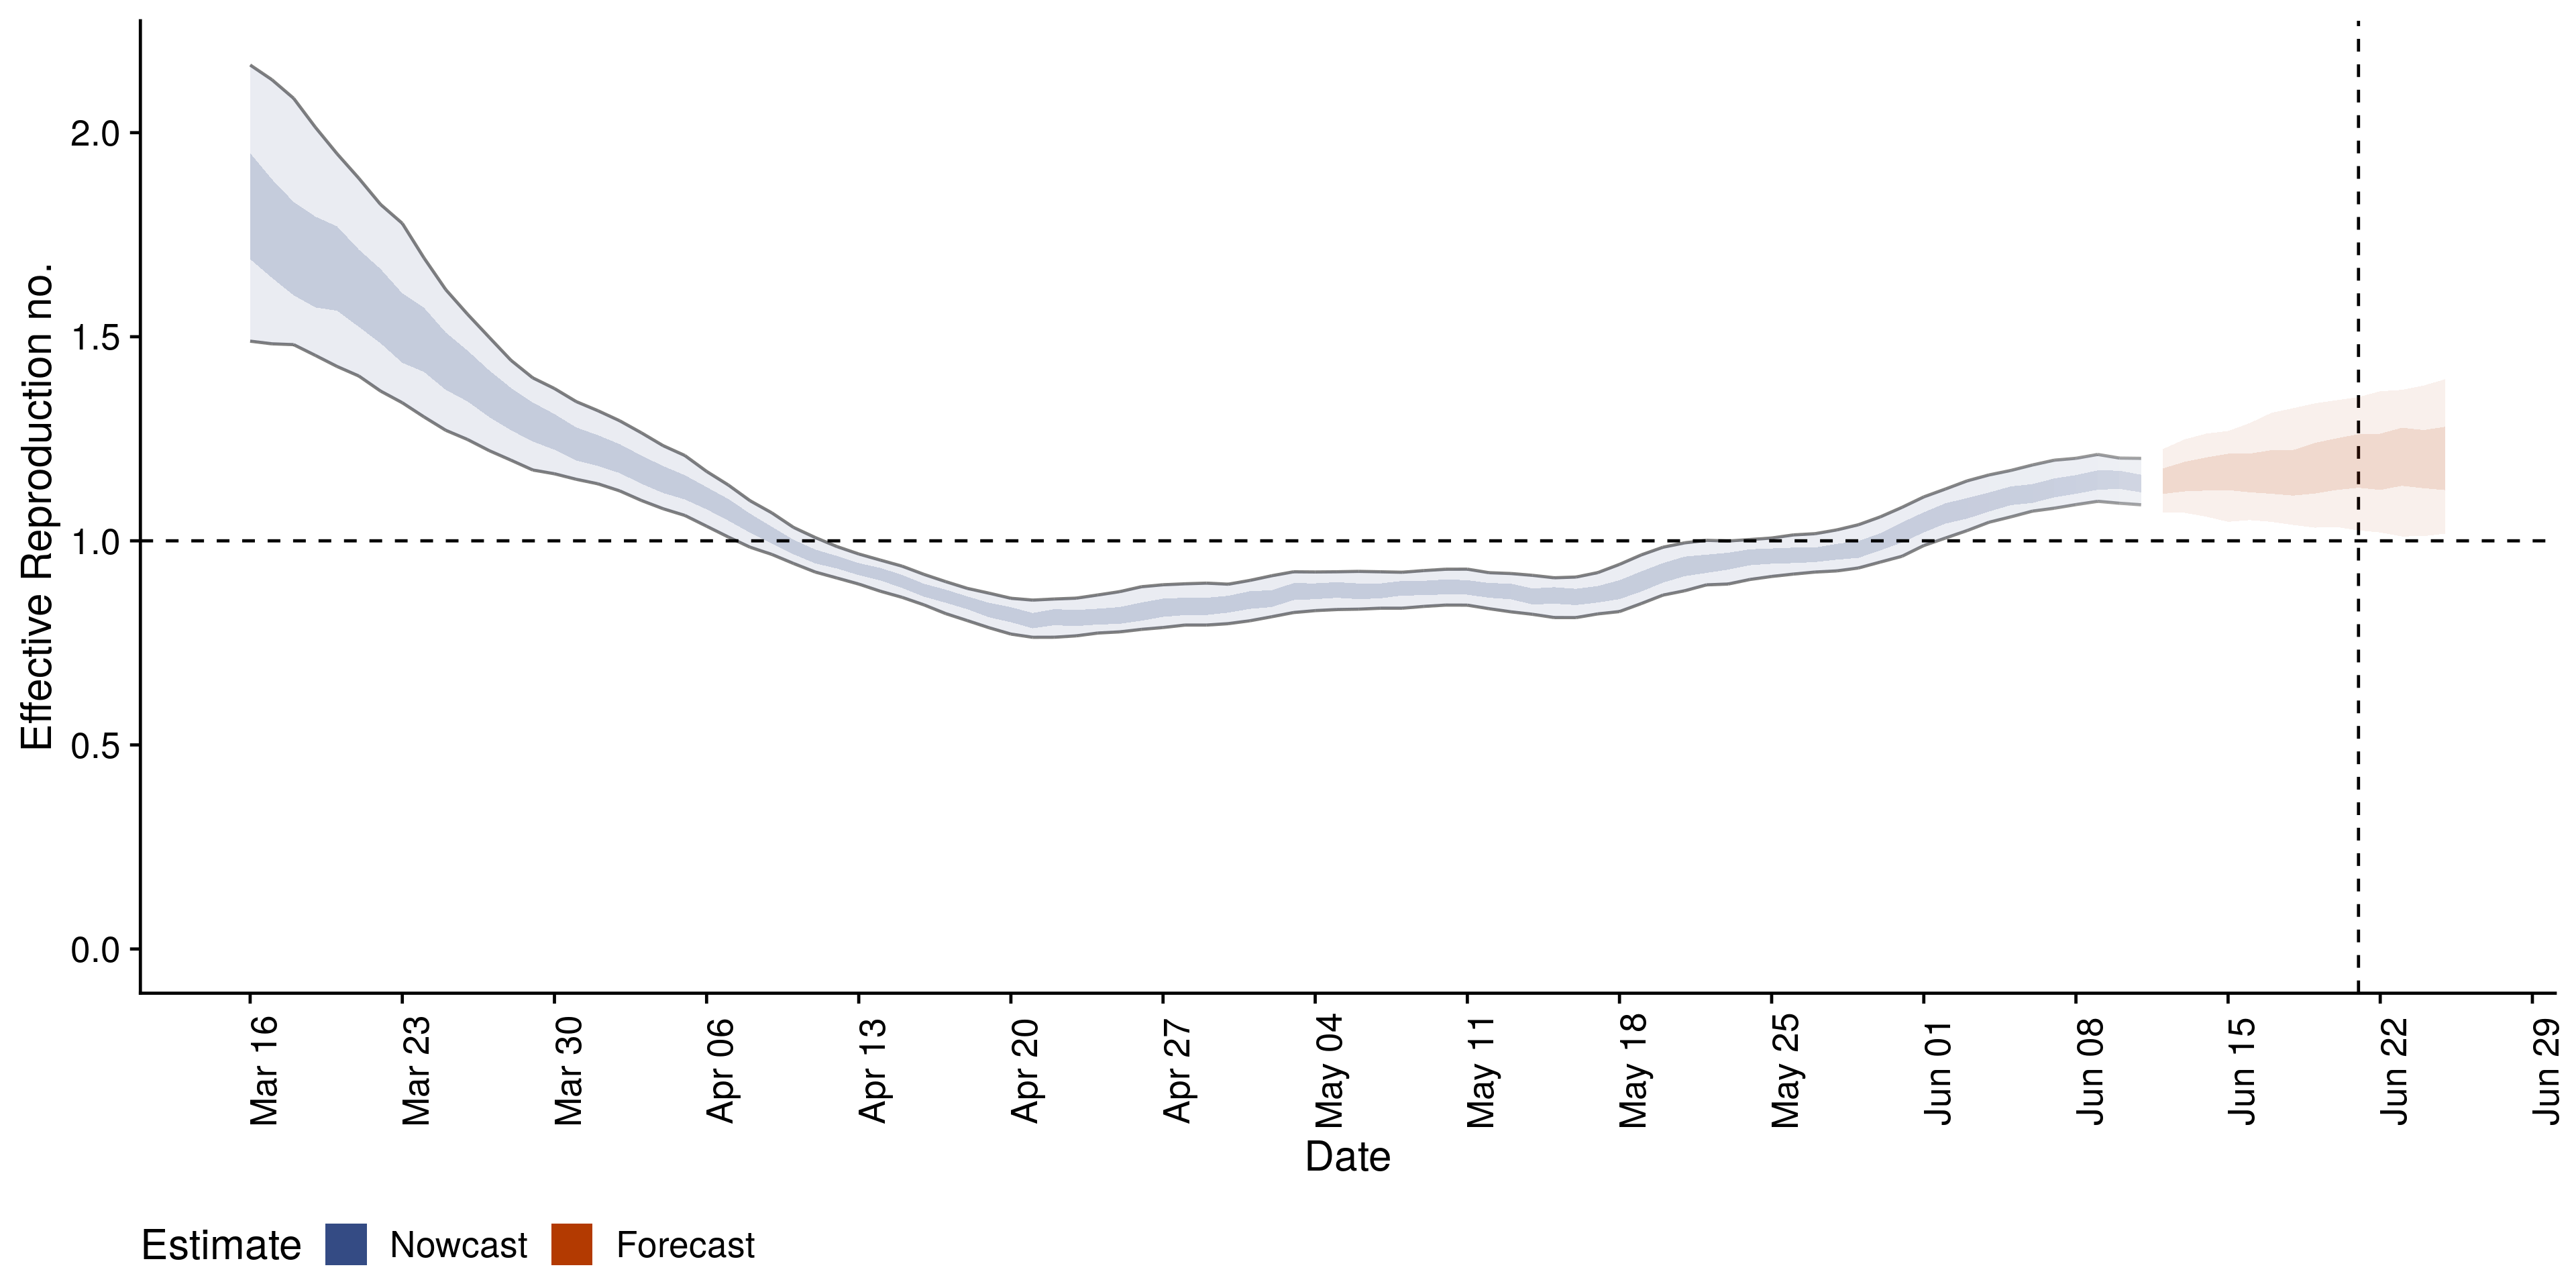 Effective Reproduction no.
2.0
1.5
1.0
0.5
0.0
Mar 16
Mar 23
Mar 30
Apr 06
Apr 13
Apr 20
Apr 27
May 04
May 11
May 18
May 25
Jun 01
Jun 08
Jun 15
Jun 22
Jun 29
Date
Estimate Nowcast Forecast